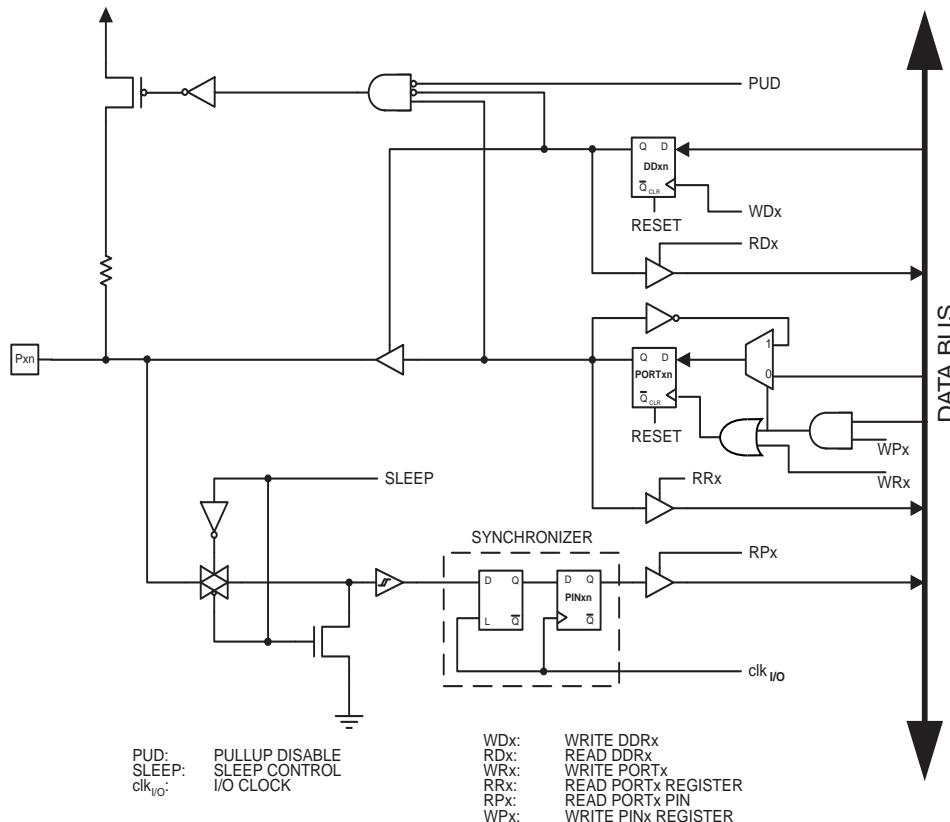 PUD
Q D
DDxn
Q CLR
WDx
RESET
RDx
Pxn
1
Q D
PORTxn
0
Q CLR
RESET
WPx
WRx
RRx
SLEEP
SYNCHRONIZER
RPx
D Q
D Q
PINxn
L Q
Q
clk I/O
DATA BUS
PUD: PULLUP DISABLE
SLEEP: SLEEP CONTROL
clkI/O: I/O CLOCK
WDx: WRITE DDRx
RDx: READ DDRx
WRx: WRITE PORTx
RRx: READ PORTx REGISTER
RPx: READ PORTx PIN
WPx: WRITE PINx REGISTER